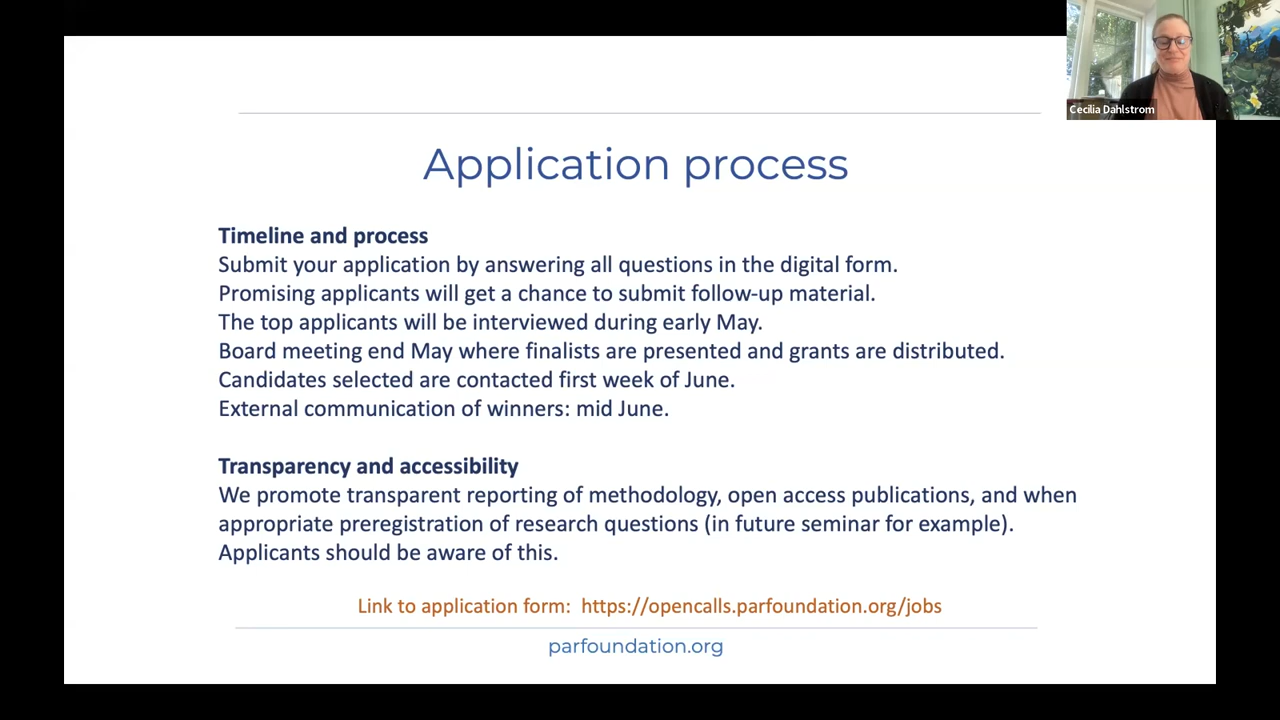 Cecilia Dahlstrom
Application process
Timeline and process
Submit your application by answering all questions in the digital form.
Promising applicants will get a chance to submit follow-up material.
The top applicants will be interviewed during early May.
Board meeting end May where finalists are presented and grants are distributed.
Candidates selected are contacted first week of June.
External communication of winners: mid June.
Transparency and accessibility
We promote transparent reporting of methodology, open access publications, and when
appropriate preregistration of research questions (in future seminar for example).
Applicants should be aware of this.
Link to application form:  https://opencalls.parfoundation.org/jobs
parfoundation.org